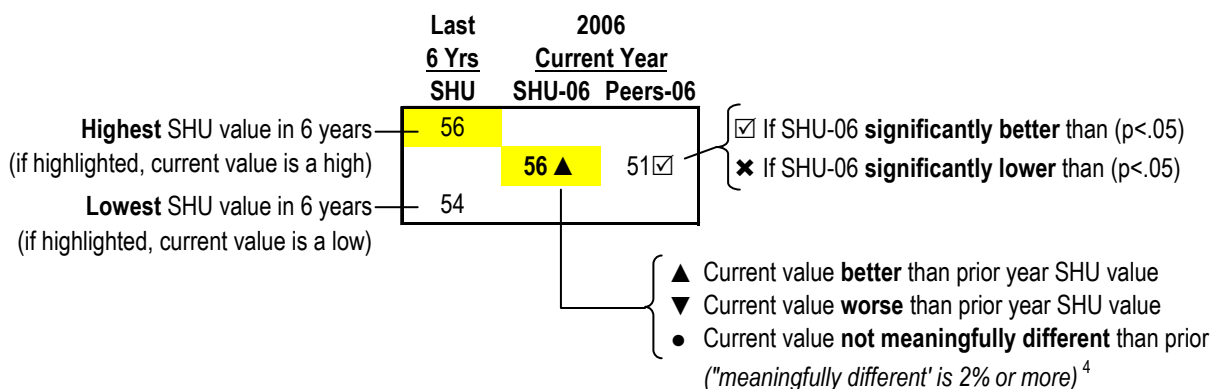 Last 2006
6 Yrs Current Year
SHU SHU-06 Peers-06
Highest SHU value in 6 years 56
(if highlighted, current value is a high)
☑ If SHU-06 significantly better than (p<.05)
56 ▲ 51☑
✖ If SHU-06 significantly lower than (p<.05)
Lowest SHU value in 6 years 54
(if highlighted, current value is a low)
▲ Current value better than prior year SHU value
▼ Current value worse than prior year SHU value
● Current value not meaningfully different than prior
("meaningfully different' is 2% or more) 4